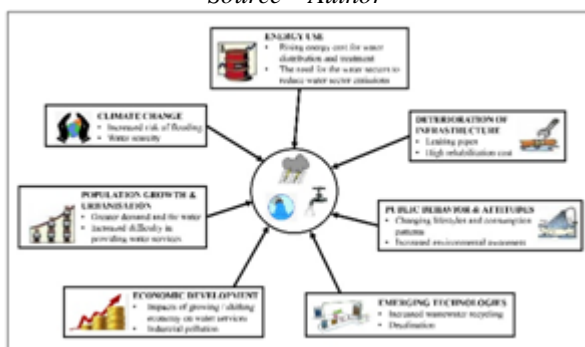 Source – Author
ENERGY USE
• Rising energy cost for water
distribution and treatment
• The need for the water sectors to
reduce water sector emissions
CLIMATE CHANGE
• Increased risk of flooding
• Water scarcity
DETERIORATION OF
INFRASTRUCTURE
• Leaking pipes
• High rehabilitation cost
POPULATION GROWTH &
URBANISATION
• Greater demand and for water
• Increased difficulty in
providing water services
PUBLIC BEHAVIOR & ATTITUDES
• Changing lifestyles and consumption
patterns
• Increased environmental awareness
ECONOMIC DEVELOPMENT
• Impacts of growing / shifting
economy on water services
• Industrial pollution
EMERGING TECHNOLOGIES
• Increased wastewater recycling
• Desalination